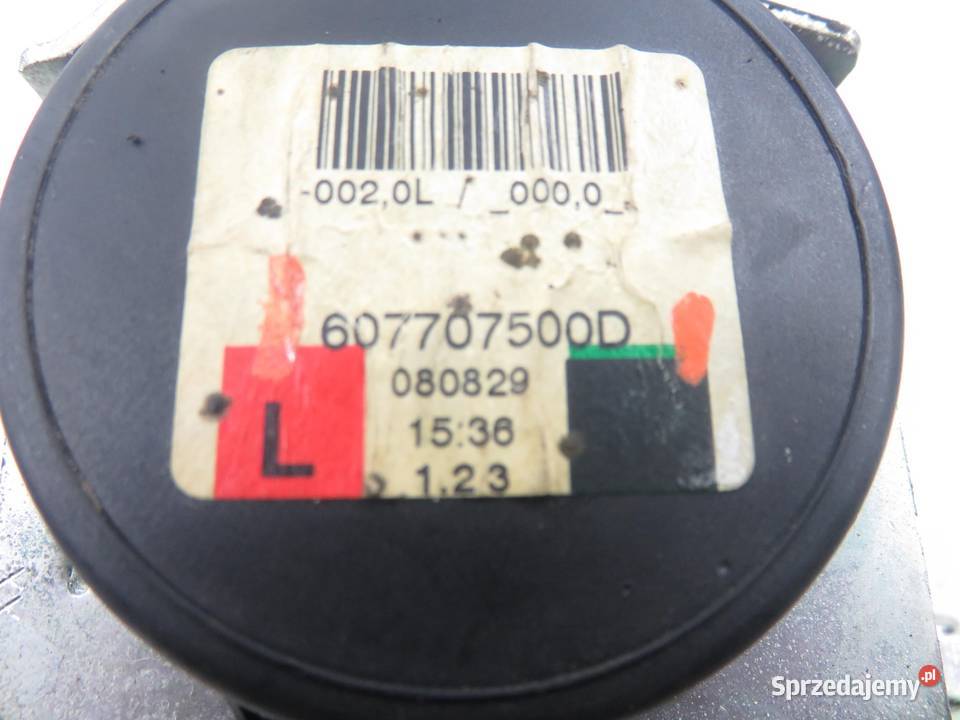 -002,0L / _000,0_
607707500D
080829
15:36
L
1,23
Sprzedajemy.pl